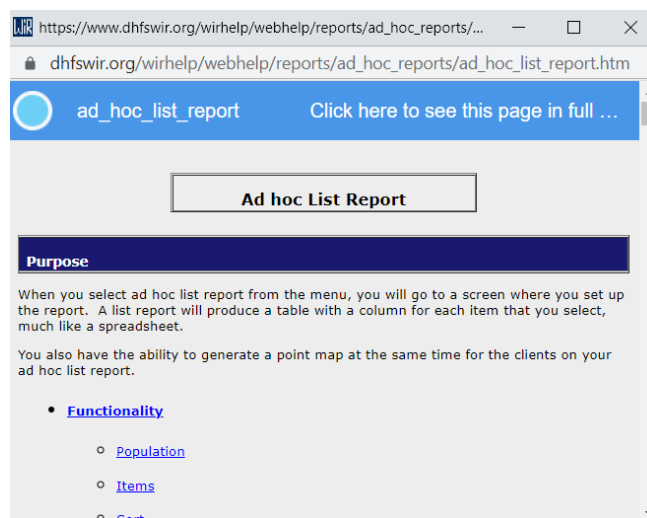 WIR https://www.dhfswir.org/wirhelp/webhelp/reports/ad_hoc_reports/...
dhfswir.org/wirhelp/webhelp/reports/ad_hoc_reports/ad_hoc_list_report.htm
ad_hoc_list_report Click here to see this page in full ...
Ad hoc List Report
Purpose
When you select ad hoc list report from the menu, you will go to a screen where you set up
the report. A list report will produce a table with a column for each item that you select,
much like a spreadsheet.
You also have the ability to generate a point map at the same time for the clients on your
ad hoc list report.
Functionality
Population
Items
Sort